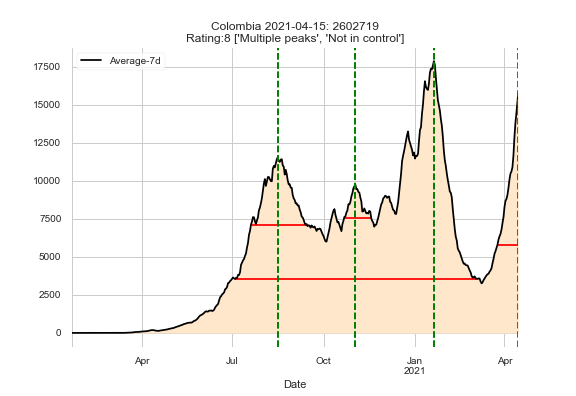 Colombia 2021-04-15: 2602719
Rating:8 ['Multiple peaks', 'Not in control']
Average-7d
17500
15000
12500
10000
7500
5000
2500
0
Apr
Jul
Oct
Jan
2021
Apr
Date